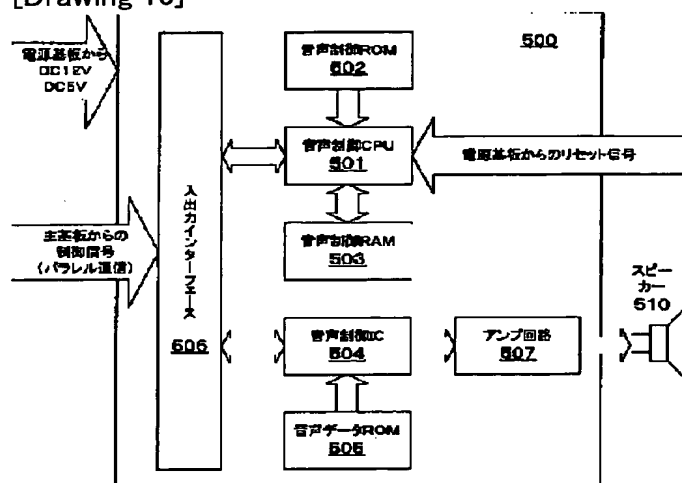 [Drawing 10]
電源基板から
DC12V
DC5V
音声制御ROM
502
500
音声制御CPU
501
電源基板からのリセット信号
入出力インターフェース
506
主基板からの
制御信号
(パラレル通信)
音声制御RAM
503
スピー
カー
510
音声制御IC
504
アンプ回路
507
音声データROM
505